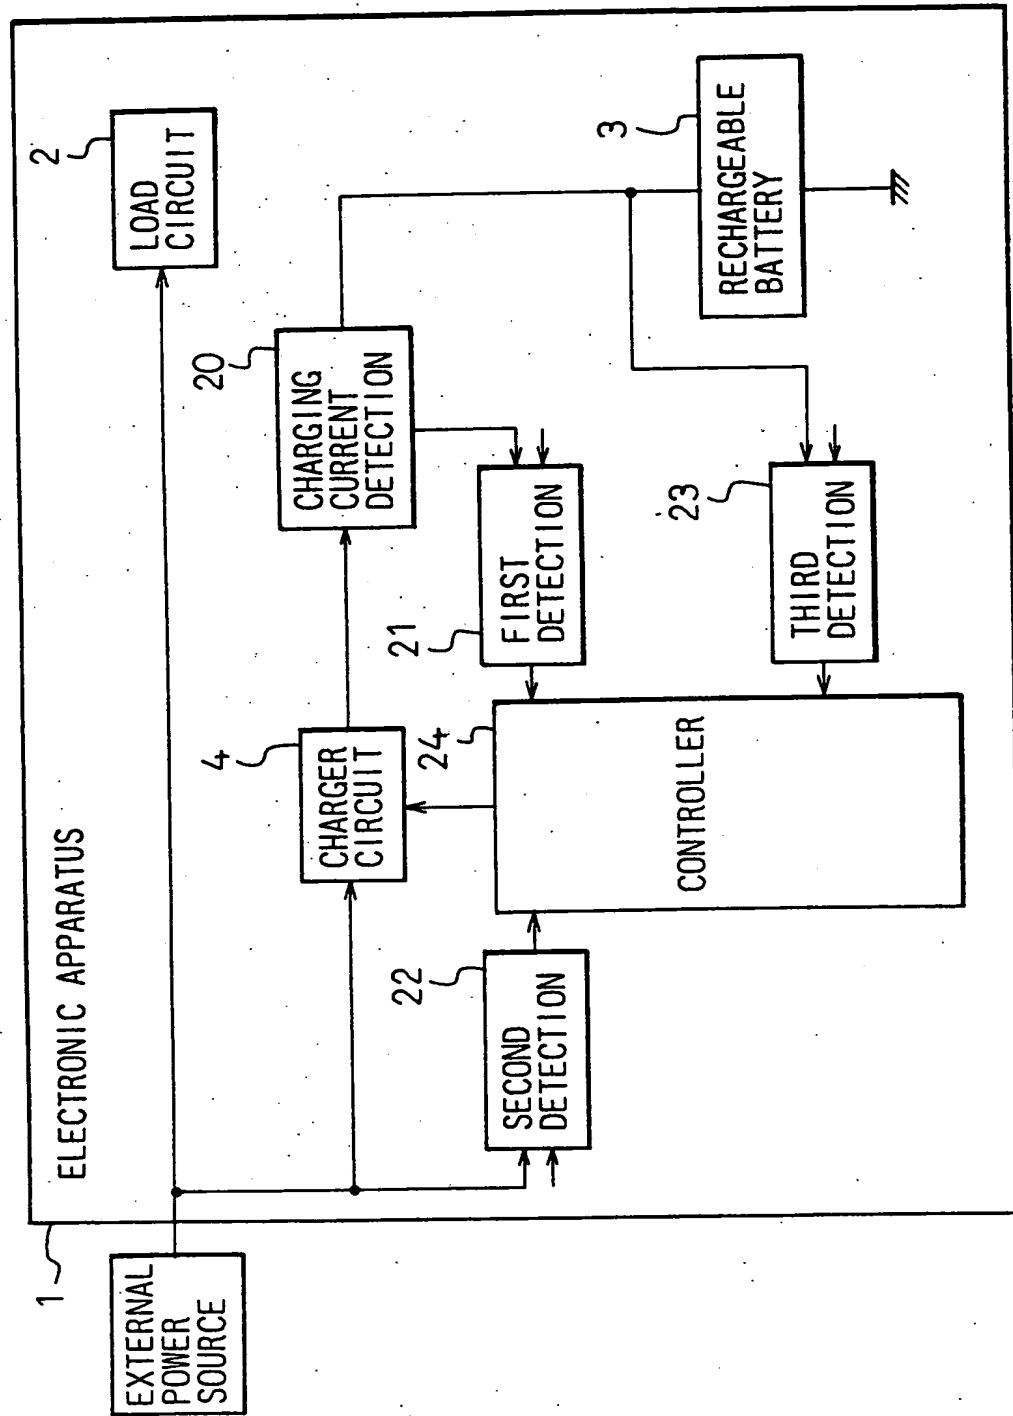 1
ELECTRONIC APPARATUS
EXTERNAL
POWER
SOURCE
2
LOAD
CIRCUIT
4
CHARGER
CIRCUIT
20
CHARGING
CURRENT
DETECTION
22
SECOND
DETECTION
24
CONTROLLER
21
FIRST
DETECTION
23
THIRD
DETECTION
3
RECHARGEABLE
BATTERY